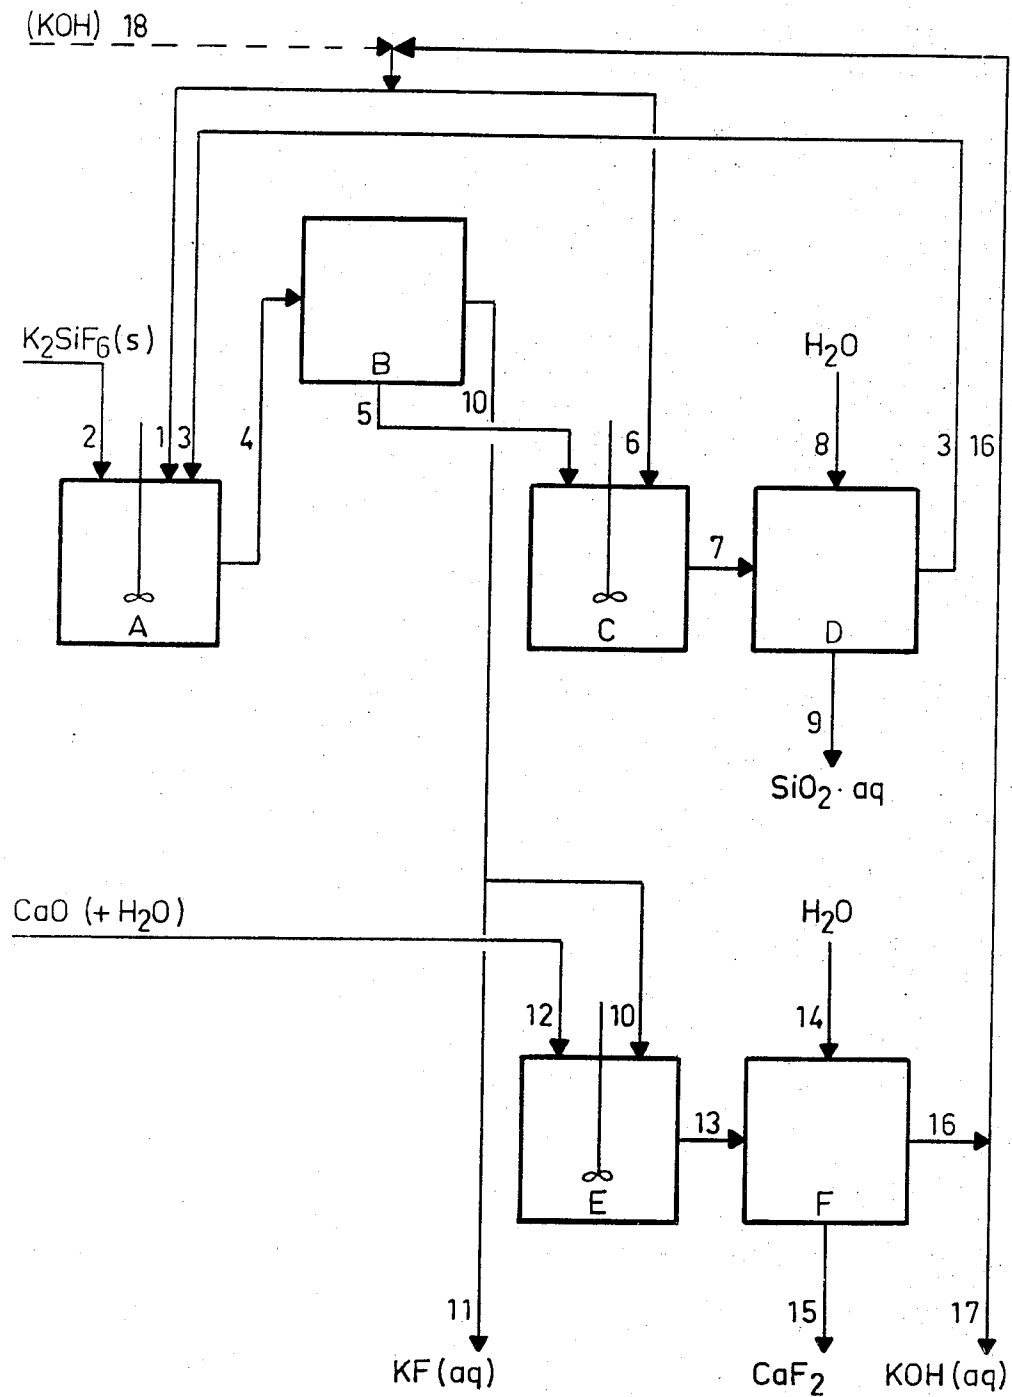 (KOH) 18
B
K₂SiF₆(s)
H₂O
5 10
2 1 3 4 6 8 3 16
7
A C D
9
SiO₂· aq
CaO (+ H₂O)
H₂O
12 10 14
13 16
E F
11 15 17
KF(aq) CaF₂ KOH(aq)